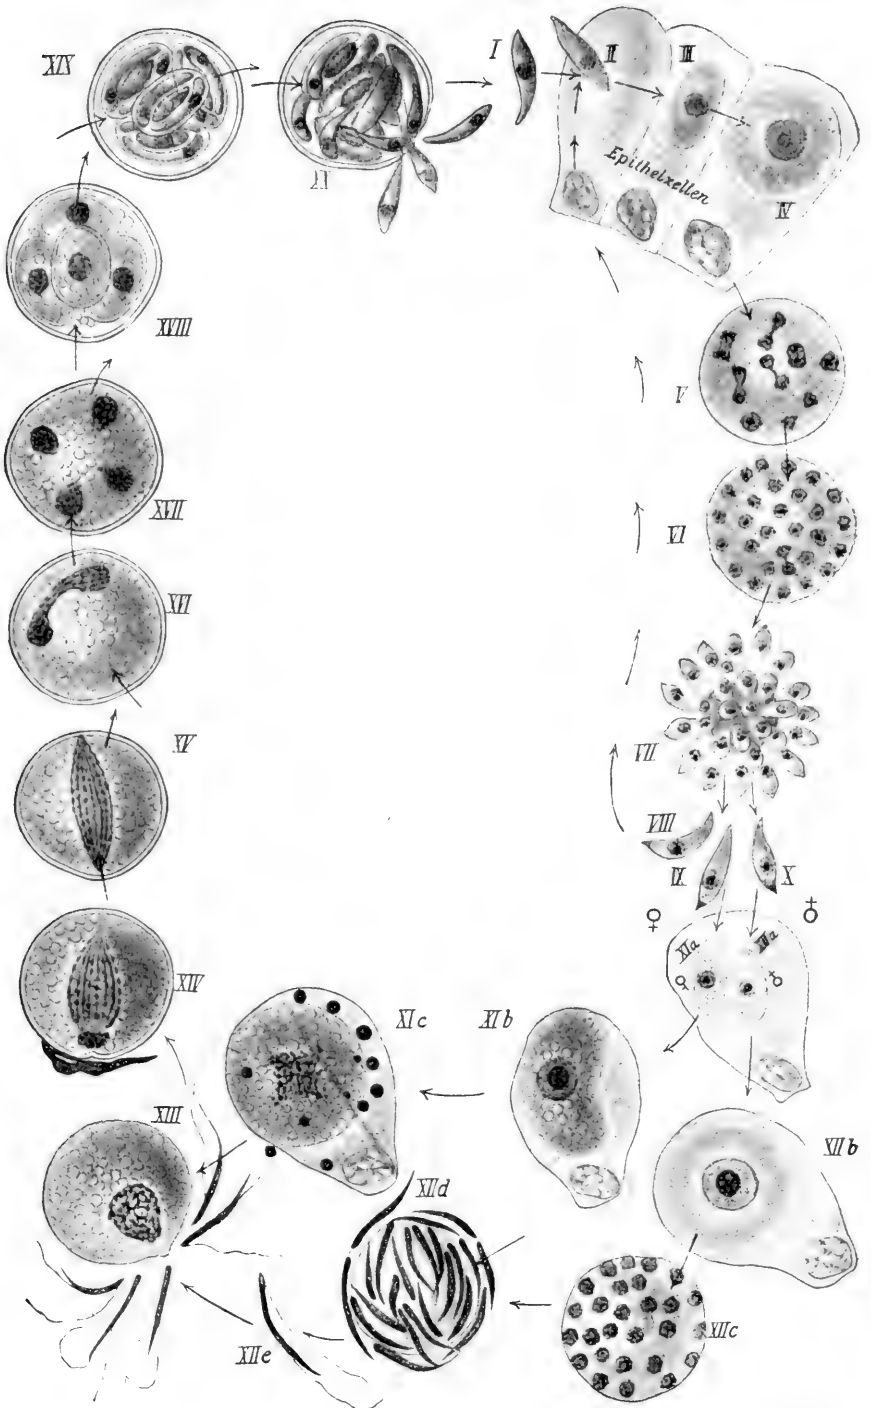 XIX
XX
I
II
III
Epithelzellen
IV
XVIII
V
XVII
VI
XVI
VII
XV
VIII
IX
X
♀
♂
XIa
XIIa
♀
♂
XIV
XIc
XIb
XIII
XIIb
XIId
XIIc
XIIe